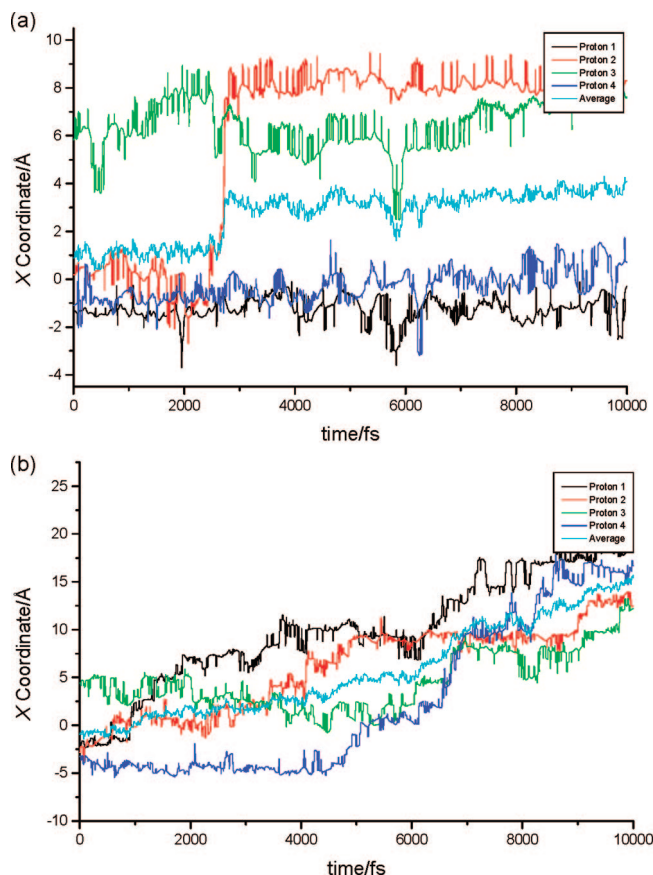 (a)
10
8
6
4
2
0
-2
-4
X Coordinate/Å
Proton 1
Proton 2
Proton 3
Proton 4
Average
0 2000 4000 6000 8000 10000
time/fs
(b)
25
20
15
10
5
0
-5
-10
X Coordinate/Å
Proton 1
Proton 2
Proton 3
Proton 4
Average
0 2000 4000 6000 8000 10000
time/fs